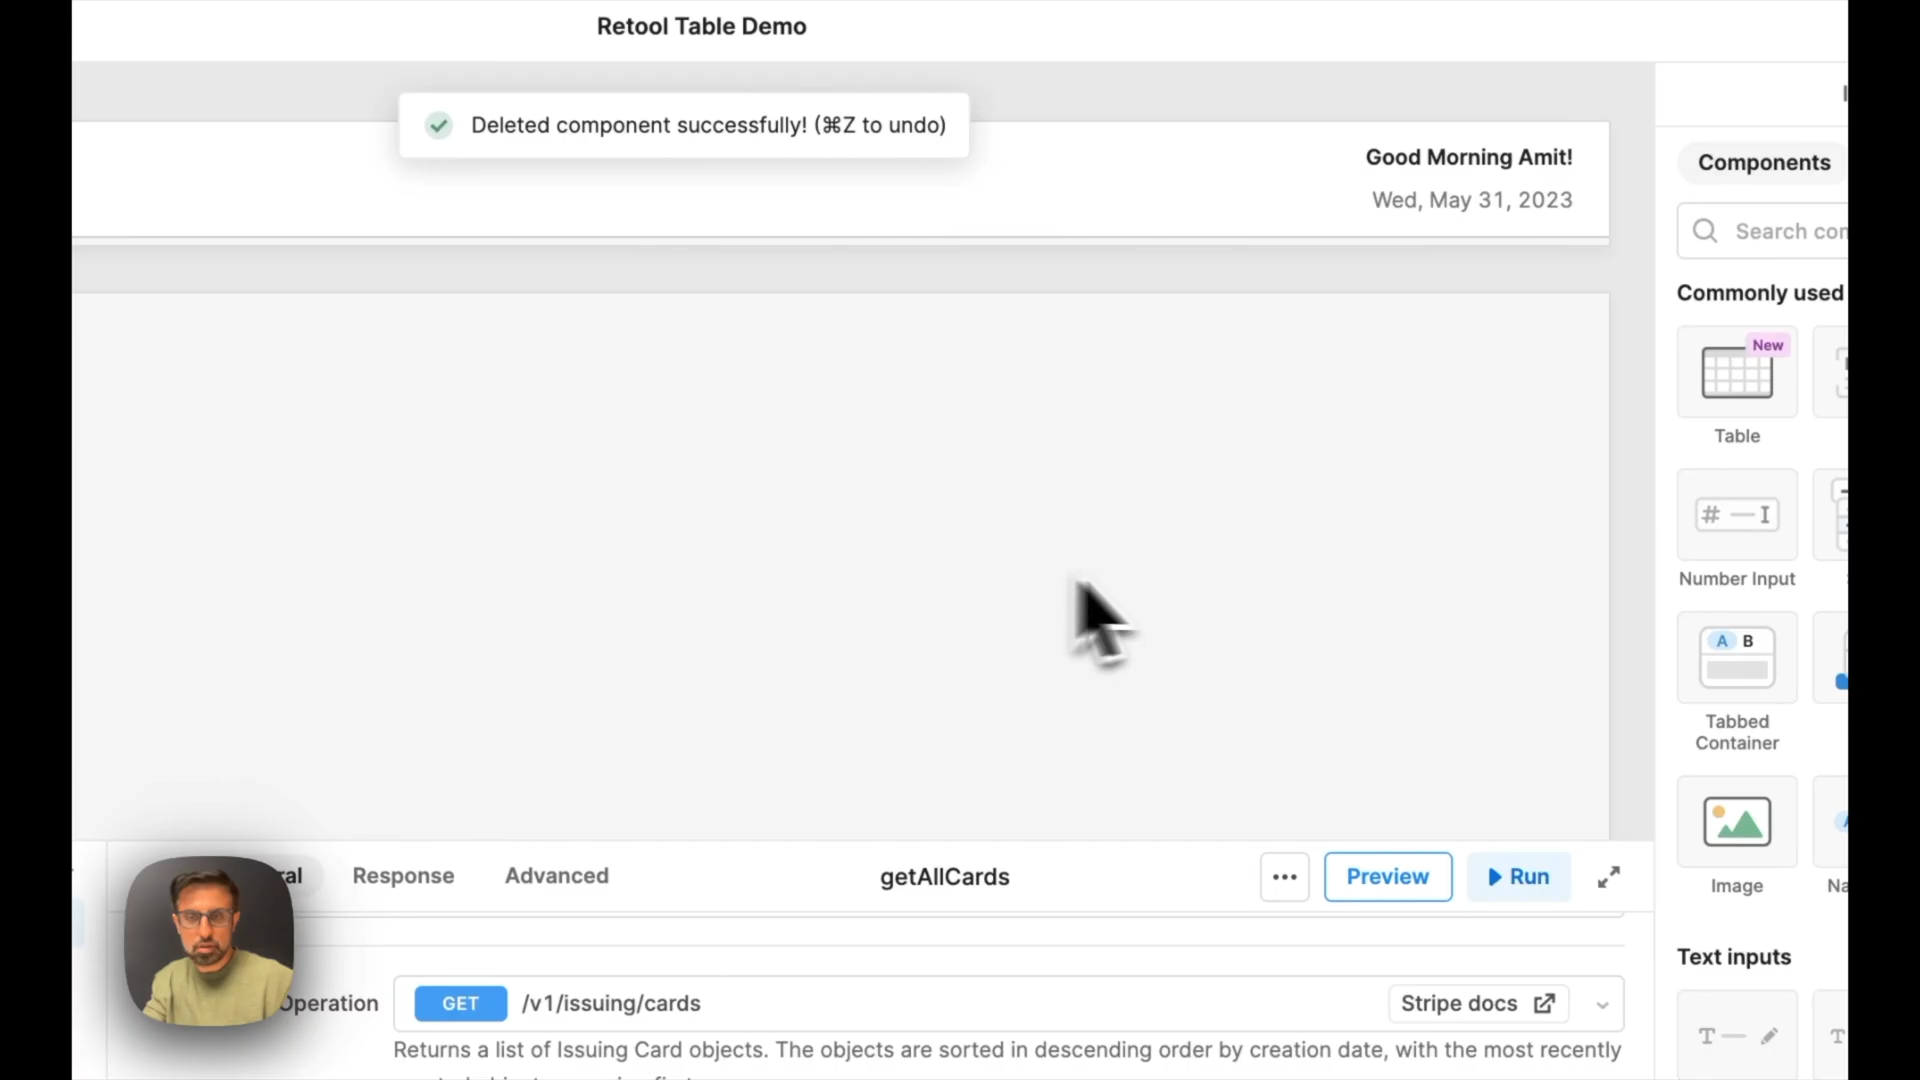 Retool Table Demo
Deleted component successfully! (⌘Z to undo)
Good Morning Amit!
Wed, May 31, 2023
Components
Search con
Commonly used
New
Table
# I
Number Input
A B
Tabbed
Container
Image
Na
Text inputs
T
T
ral
Response
Advanced
getAllCards
Preview
Run
Operation
GET
/v1/issuing/cards
Stripe docs
Returns a list of Issuing Card objects. The objects are sorted in descending order by creation date, with the most recently